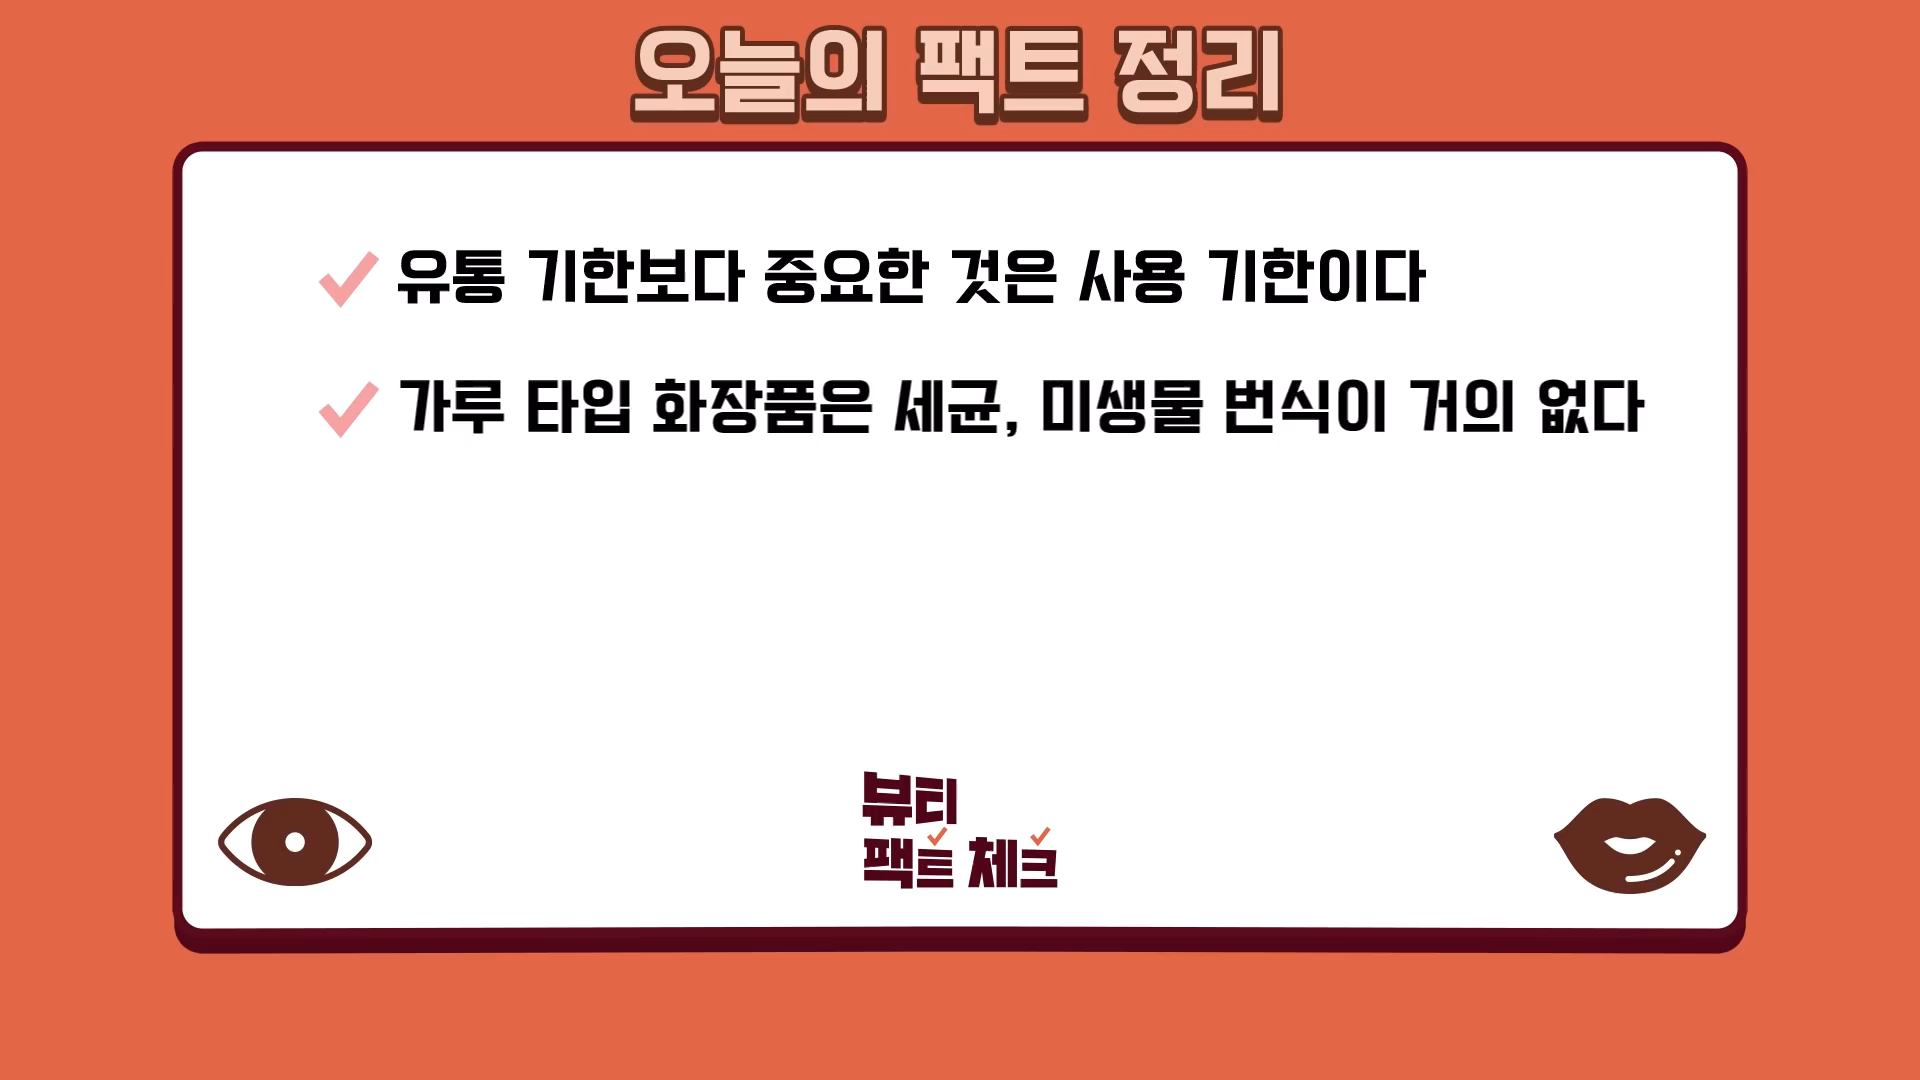 오늘의 팩트 정리
유통 기한보다 중요한 것은 사용 기한이다
가루 타입 화장품은 세균, 미생물 번식이 거의 없다
뷰티
팩트 체크